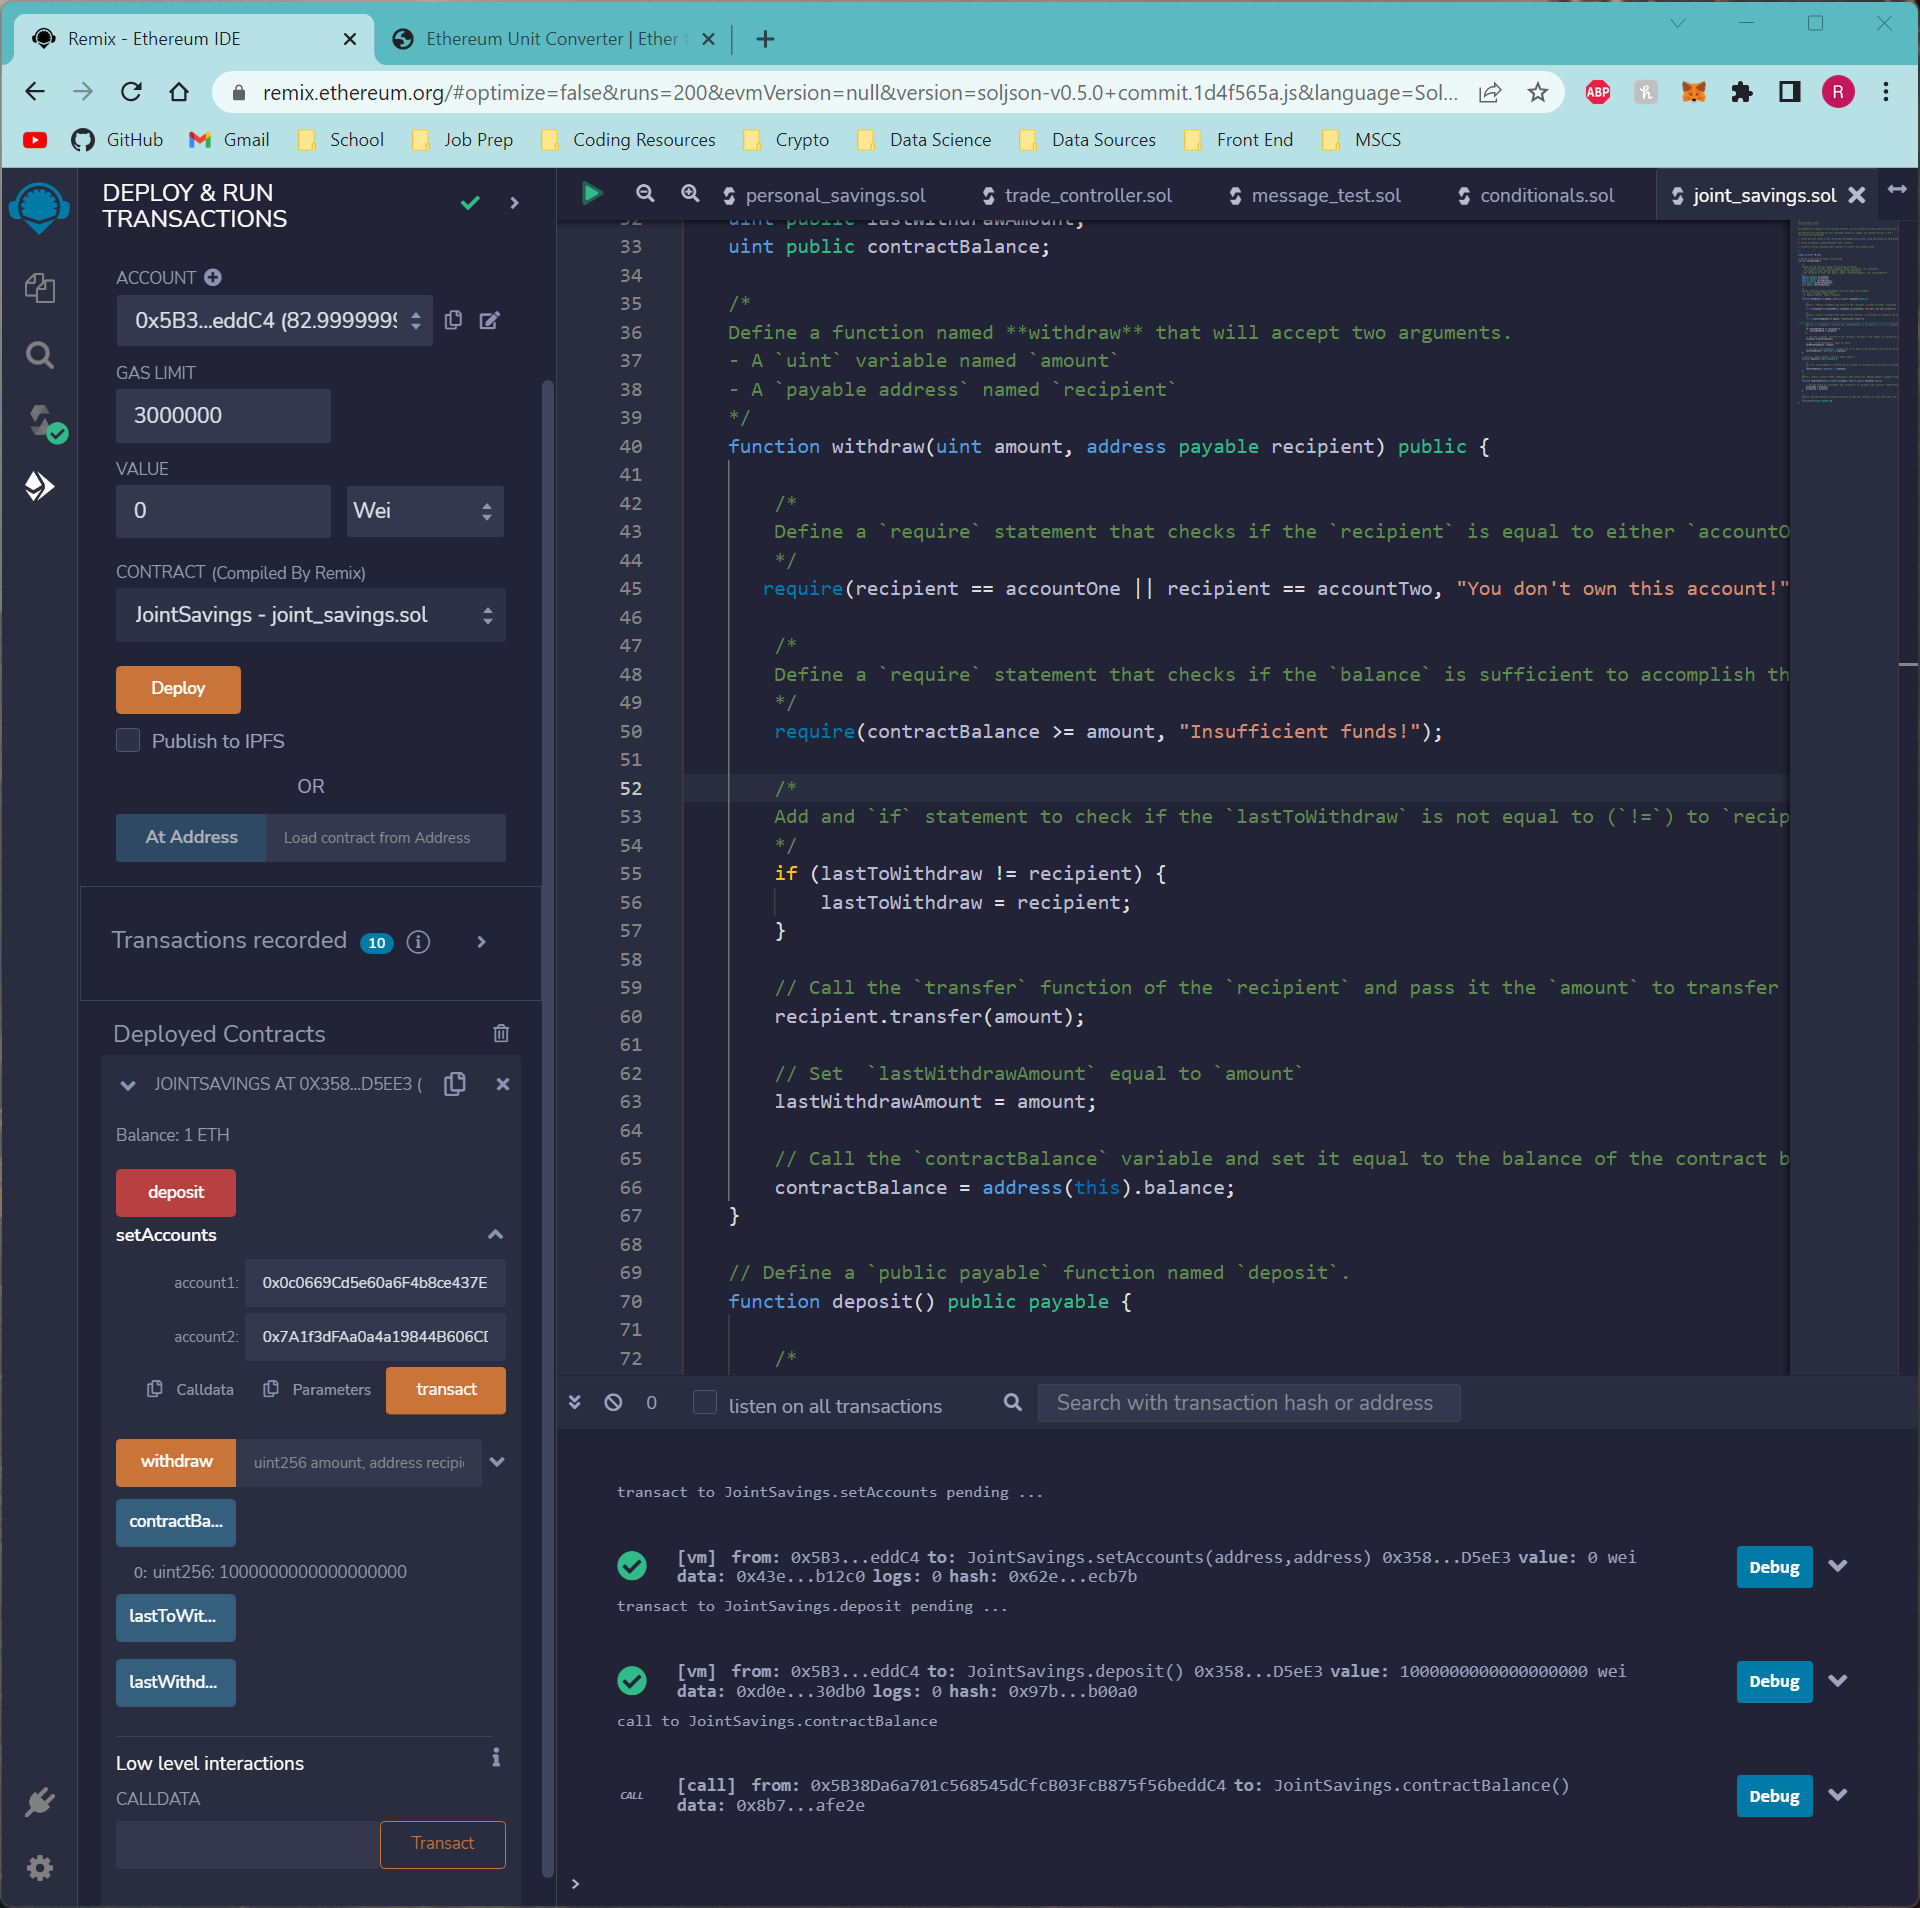 Remix - Ethereum IDE
Ethereum Unit Converter | Ether
remix.ethereum.org/#optimize=false&runs=200&evmVersion=null&version=soljson-v0.5.0+commit.1d4f565a.js&language=Sol...
ABP
R
GitHub
Gmail
School
Job Prep
Coding Resources
Crypto
Data Science
Data Sources
Front End
MSCS
DEPLOY & RUN
TRANSACTIONS
ACCOUNT
0x5B3...eddC4 (82.9999999
GAS LIMIT
3000000
VALUE
0
Wei
CONTRACT (Compiled By Remix)
JointSavings - joint_savings.sol
Deploy
Publish to IPFS
OR
At Address
Load contract from Address
Transactions recorded 10 i
Deployed Contracts
JOINTSAVINGS AT 0X358...D5EE3 (
Balance: 1 ETH
deposit
setAccounts
account1: 0x0c0669Cd5e60a6F4b8ce437E
account2: 0x7A1f3dFAa0a4a19844B606CD
Calldata
Parameters
transact
withdraw
uint256 amount, address recipi
contractBa...
0: uint256: 1000000000000000000
lastToWit...
lastWithd...
Low level interactions
i
CALLDATA
Transact
personal_savings.sol
trade_controller.sol
message_test.sol
conditionals.sol
joint_savings.sol
32 uint public lastWithdrawAmount;
33 uint public contractBalance;
34
35 /*
36 Define a function named **withdraw** that will accept two arguments.
37 - A `uint` variable named `amount`
38 - A `payable address` named `recipient`
39 */
40 function withdraw(uint amount, address payable recipient) public {
41
42 /*
43 Define a `require` statement that checks if the `recipient` is equal to either `accountO
44 */
45 require(recipient == accountOne || recipient == accountTwo, "You don't own this account!"
46
47 /*
48 Define a `require` statement that checks if the `balance` is sufficient to accomplish th
49 */
50 require(contractBalance >= amount, "Insufficient funds!");
51
52 /*
53 Add and `if` statement to check if the `lastToWithdraw` is not equal to (`!=`) to `recip
54 */
55 if (lastToWithdraw != recipient) {
56 lastToWithdraw = recipient;
57 }
58
59 // Call the `transfer` function of the `recipient` and pass it the `amount` to transfer
60 recipient.transfer(amount);
61
62 // Set  `lastWithdrawAmount` equal to `amount`
63 lastWithdrawAmount = amount;
64
65 // Call the `contractBalance` variable and set it equal to the balance of the contract b
66 contractBalance = address(this).balance;
67 }
68
69 // Define a `public payable` function named `deposit`.
70 function deposit() public payable {
71
72 /*
0
listen on all transactions
Search with transaction hash or address
transact to JointSavings.setAccounts pending ...
[vm] from: 0x5B3...eddC4 to: JointSavings.setAccounts(address,address) 0x358...D5eE3 value: 0 wei
data: 0x43e...b12c0 logs: 0 hash: 0x62e...ecb7b
Debug
transact to JointSavings.deposit pending ...
[vm] from: 0x5B3...eddC4 to: JointSavings.deposit() 0x358...D5eE3 value: 1000000000000000000 wei
data: 0xd0e...30db0 logs: 0 hash: 0x97b...b00a0
Debug
call to JointSavings.contractBalance
CALL
[call] from: 0x5B38Da6a701c568545dCfcB03FcB875f56beddC4 to: JointSavings.contractBalance()
data: 0x8b7...afe2e
Debug
>